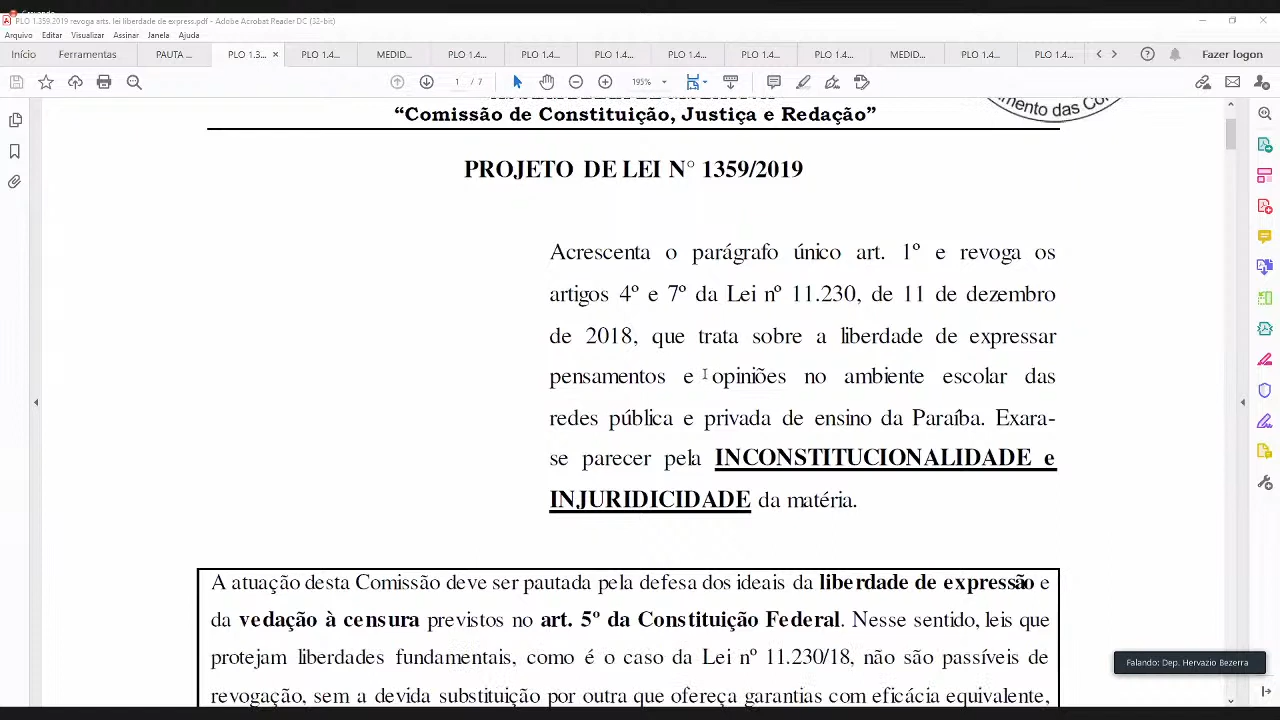 PLO 1.359.2019 revoga arts. lei liberdade de express.pdf - Adobe Acrobat Reader DC (32-bit)
Arquivo Editar Visualizar Assinar Janela Ajuda
Início Ferramentas PAUTA ... PLO 1.3... × PLO 1.4... MEDID... PLO 1.4... PLO 1.4... PLO 1.4... PLO 1.4... PLO 1.4... PLO 1.4... MEDID... PLO 1.4... PLO 1.4... Fazer logon
1 / 7 195%
“Comissão de Constituição, Justiça e Redação”
PROJETO DE LEI N° 1359/2019
Acrescenta o parágrafo único art. 1º e revoga os
artigos 4º e 7º da Lei nº 11.230, de 11 de dezembro
de 2018, que trata sobre a liberdade de expressar
pensamentos e opiniões no ambiente escolar das
redes pública e privada de ensino da Paraíba. Exara-
se parecer pela INCONSTITUCIONALIDADE e
INJURIDICIDADE da matéria.
A atuação desta Comissão deve ser pautada pela defesa dos ideais da liberdade de expressão e
da vedação à censura previstos no art. 5º da Constituição Federal. Nesse sentido, leis que
protejam liberdades fundamentais, como é o caso da Lei nº 11.230/18, não são passíveis de
revogação, sem a devida substituição por outra que ofereça garantias com eficácia equivalente,
Falando: Dep. Hervazio Bezerra